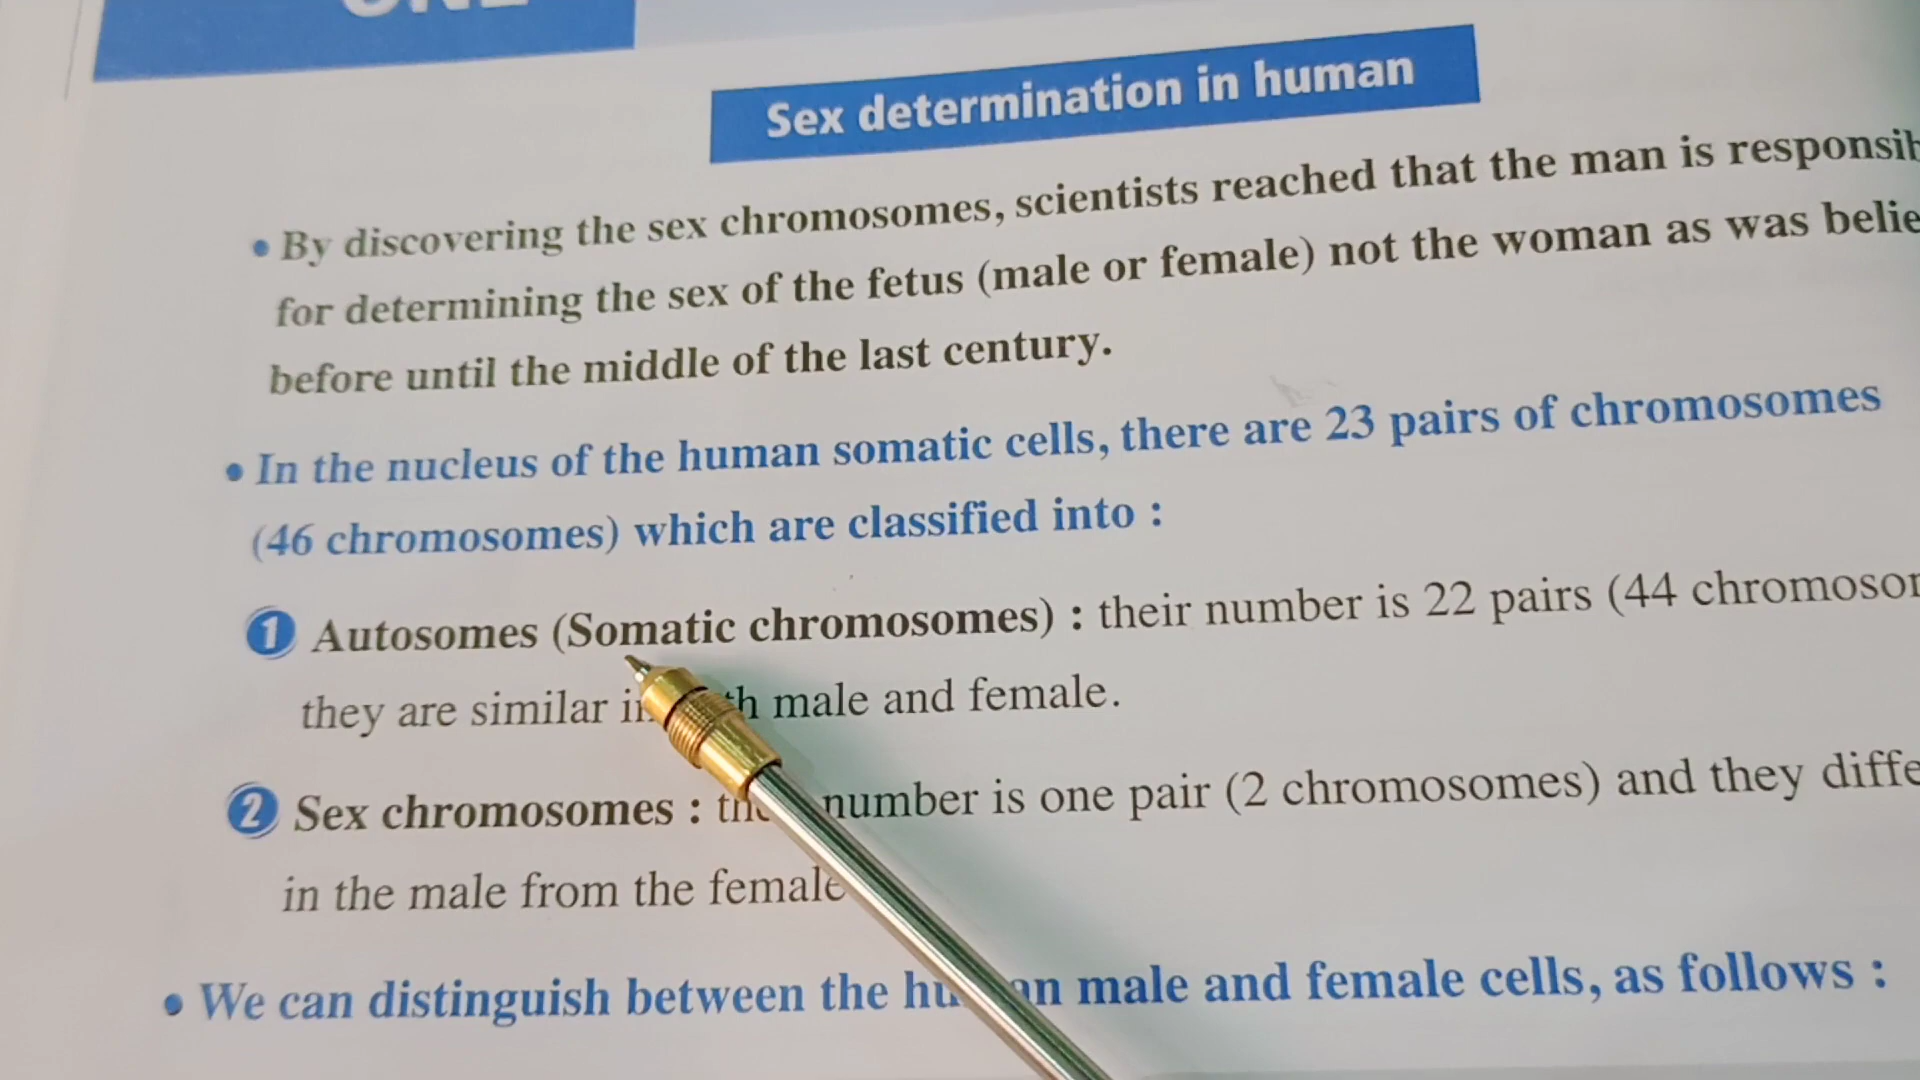 ONE
Sex determination in human
• By discovering the sex chromosomes, scientists reached that the man is
for determining the sex of the fetus (male or female) not the woman as was
before until the middle of the last century.
• In the nucleus of the human somatic cells, there are 23 pairs of chromosomes
(46 chromosomes) which are classified into :
1 Autosomes (Somatic chromosomes) : their number is 22 pairs (44
they are similar male and female.
2 Sex chromosomes : number is one pair (2 chromosomes) and they
in the male from the female
• We can distinguish between the male and female cells, as follows :